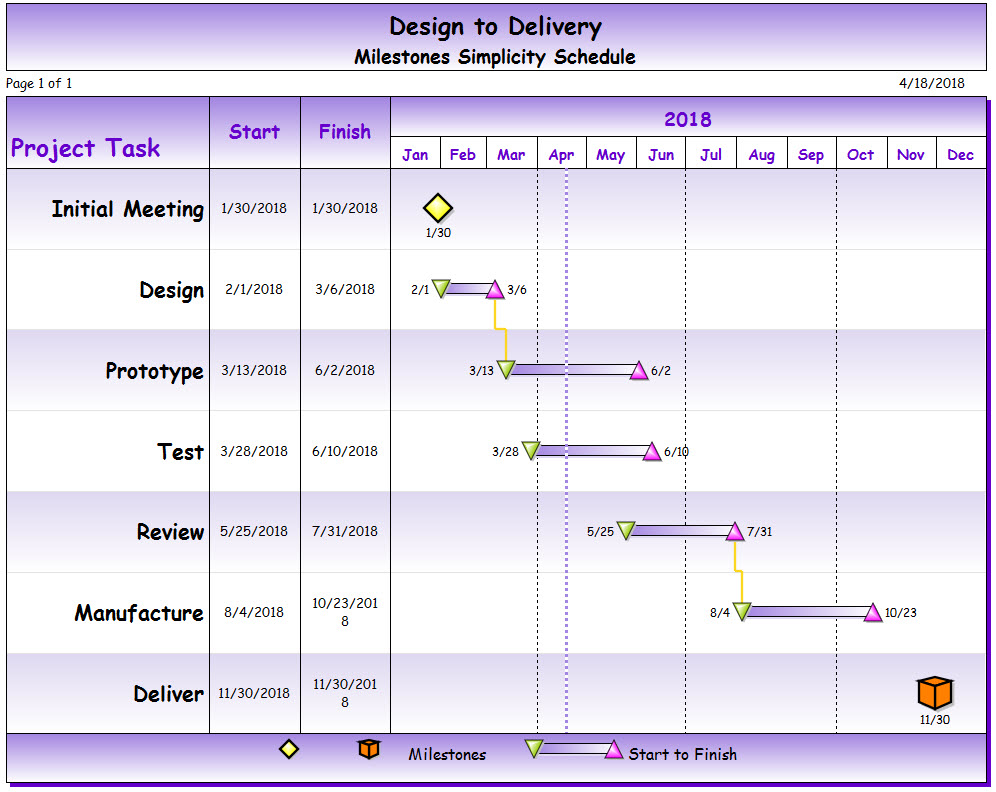 Design to Delivery
Milestones Simplicity Schedule
Page 1 of 1
4/18/2018
Project Task
Start
Finish
2018
Jan Feb Mar Apr May Jun Jul Aug Sep Oct Nov Dec
Initial Meeting 1/30/2018 1/30/2018
1/30
Design 2/1/2018 3/6/2018 2/1 3/6
Prototype 3/13/2018 6/2/2018 3/13 6/2
Test 3/28/2018 6/10/2018 3/28 6/10
Review 5/25/2018 7/31/2018 5/25 7/31
Manufacture 8/4/2018 10/23/201
8
8/4 10/23
Deliver 11/30/2018 11/30/201
8
11/30
Milestones
Start to Finish